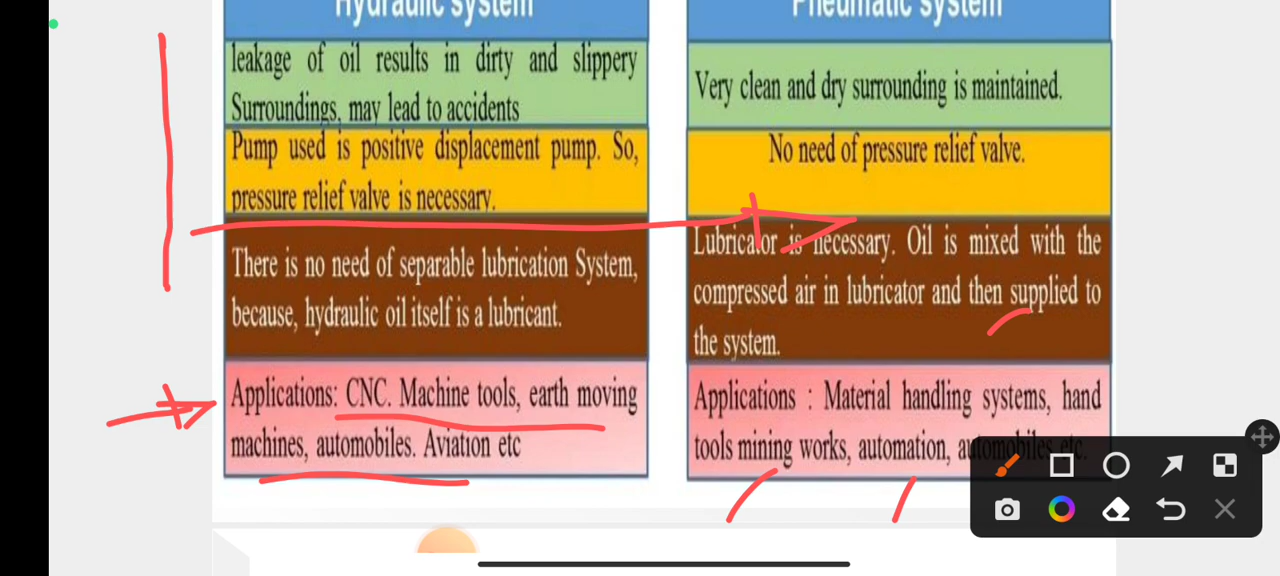 Hydraulic system
leakage of oil results in dirty and slippery
Surroundings, may lead to accidents
Pump used is positive displacement pump. So,
pressure relief valve is necessary.
There is no need of separable lubrication System,
because, hydraulic oil itself is a lubricant.
Applications: CNC. Machine tools, earth moving
machines, automobiles. Aviation etc
Pneumatic system
Very clean and dry surrounding is maintained.
No need of pressure relief valve.
Lubricator is necessary. Oil is mixed with the
compressed air in lubricator and then supplied to
the system.
Applications : Material handling systems, hand
tools mining works, automation, automobiles etc.